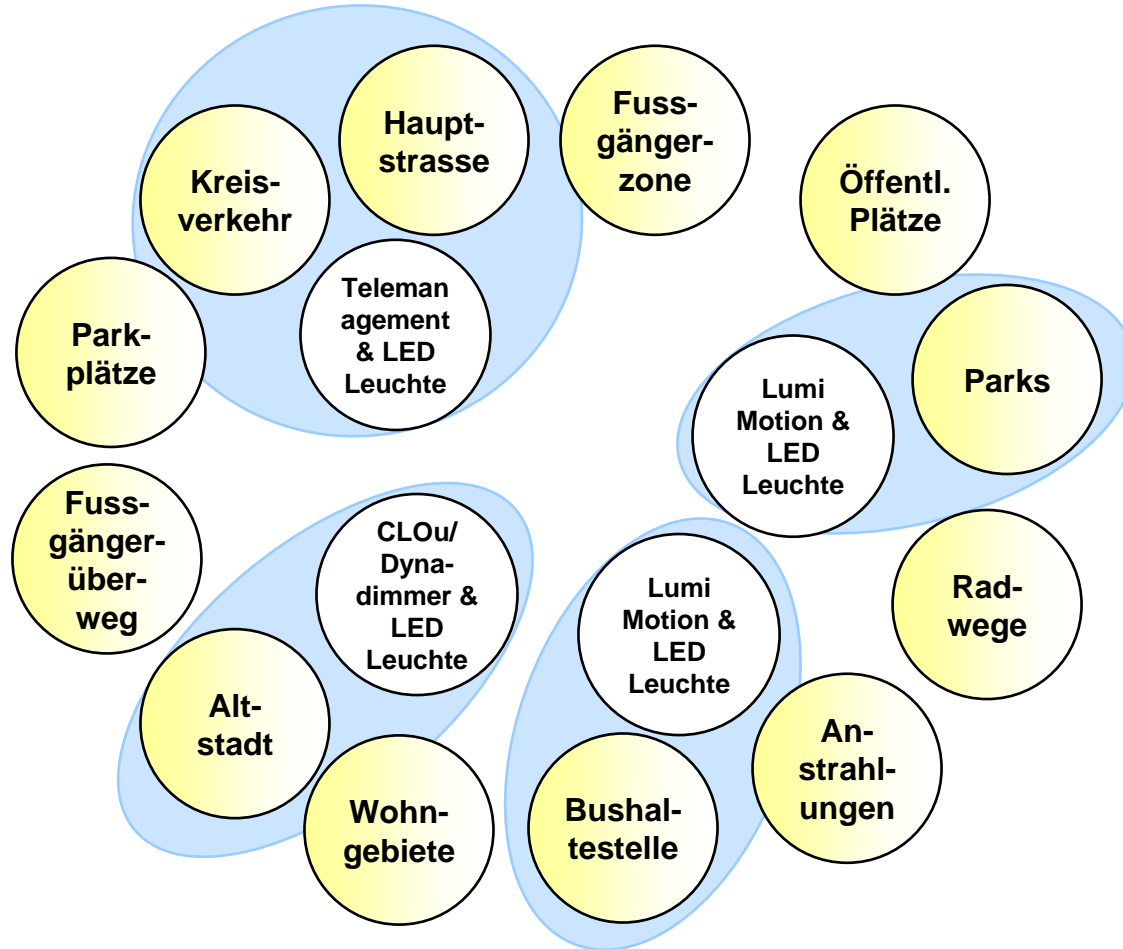 Haupt-
strasse
Fuss-
gänger-
zone
Kreis-
verkehr
Öffentl.
Plätze
Teleman
agement
& LED
Leuchte
Park-
plätze
Parks
Lumi
Motion &
LED
Leuchte
Fuss-
gänger-
über-
weg
CLOu/
Dyna-
dimmer &
LED
Leuchte
Lumi
Motion &
LED
Leuchte
Rad-
wege
Alt-
stadt
An-
strahl-
ungen
Wohn-
gebiete
Bushal-
testelle